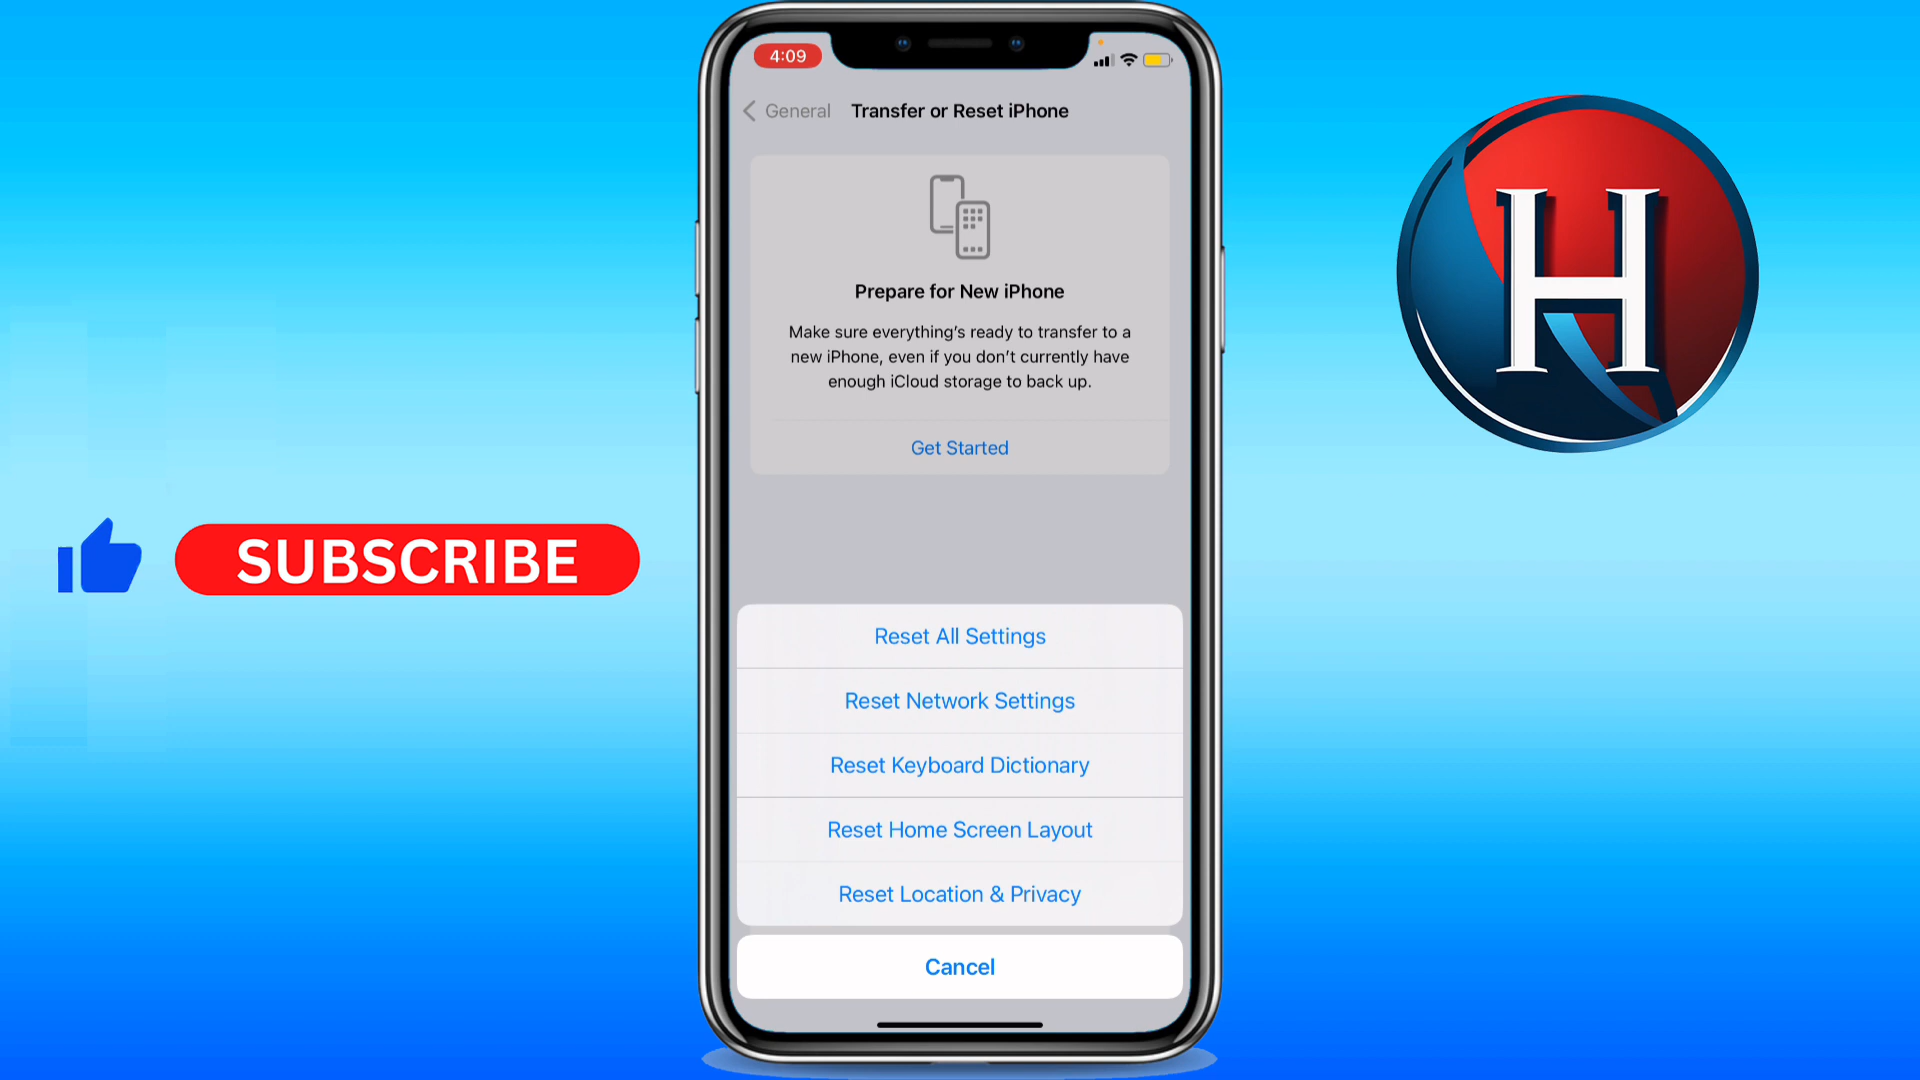 4:09
General
Transfer or Reset iPhone
Prepare for New iPhone
Make sure everything's ready to transfer to a
new iPhone, even if you don't currently have
enough iCloud storage to back up.
Get Started
H
SUBSCRIBE
Reset All Settings
Reset Network Settings
Reset Keyboard Dictionary
Reset Home Screen Layout
Reset Location & Privacy
Cancel